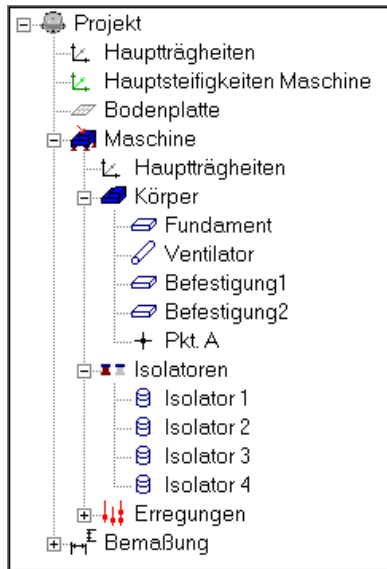 Projekt
Hauptträgheiten
Hauptsteifigkeiten Maschine
Bodenplatte
Maschine
Hauptträgheiten
Körper
Fundament
Ventilator
Befestigung1
Befestigung2
Pkt. A
Isolatoren
Isolator 1
Isolator 2
Isolator 3
Isolator 4
Erregungen
Bemaßung